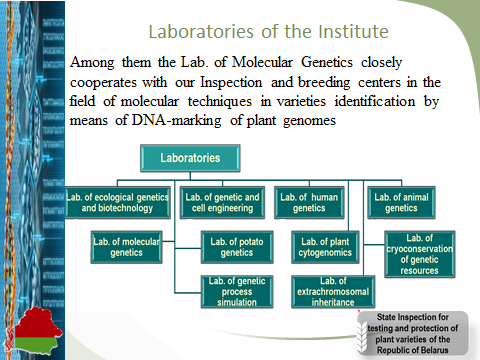 Laboratories of the Institute
Among them the Lab. of Molecular Genetics closely
cooperates with our Inspection and breeding centers in the
field of molecular techniques in varieties identification by
means of DNA-marking of plant genomes
Laboratories
Lab. of ecological genetics
and biotechnology
Lab. of genetic and
cell engineering
Lab. of human
genetics
Lab. of animal
genetics
Lab. of molecular
genetics
Lab. of potato
genetics
Lab. of plant
cytogenomics
Lab. of
cryoconservation
of genetic
resources
Lab. of genetic
process
simulation
Lab. of
extrachromosomal
inheritance
State Inspection for
testing and protection of
plant varieties of the
Republic of Belarus